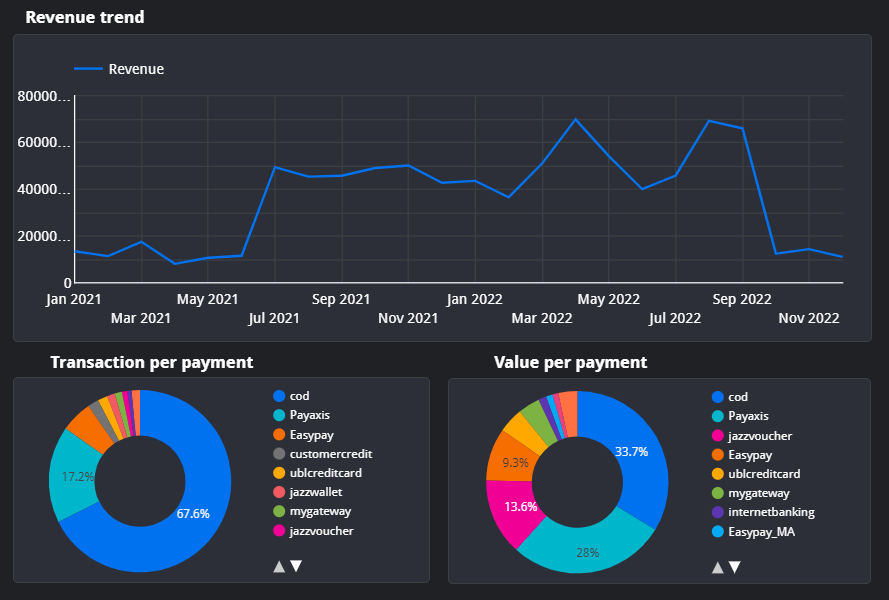 Revenue trend
Revenue
80000...
60000...
40000...
20000...
0
Jan 2021
Mar 2021
May 2021
Jul 2021
Sep 2021
Nov 2021
Jan 2022
Mar 2022
May 2022
Jul 2022
Sep 2022
Nov 2022
Transaction per payment
67.6%
17.2%
cod
Payaxis
Easypay
customercredit
ublcreditcard
jazzwallet
mygateway
jazzvoucher
Value per payment
33.7%
28%
13.6%
9.3%
cod
Payaxis
jazzvoucher
Easypay
ublcreditcard
mygateway
internetbanking
Easypay_MA